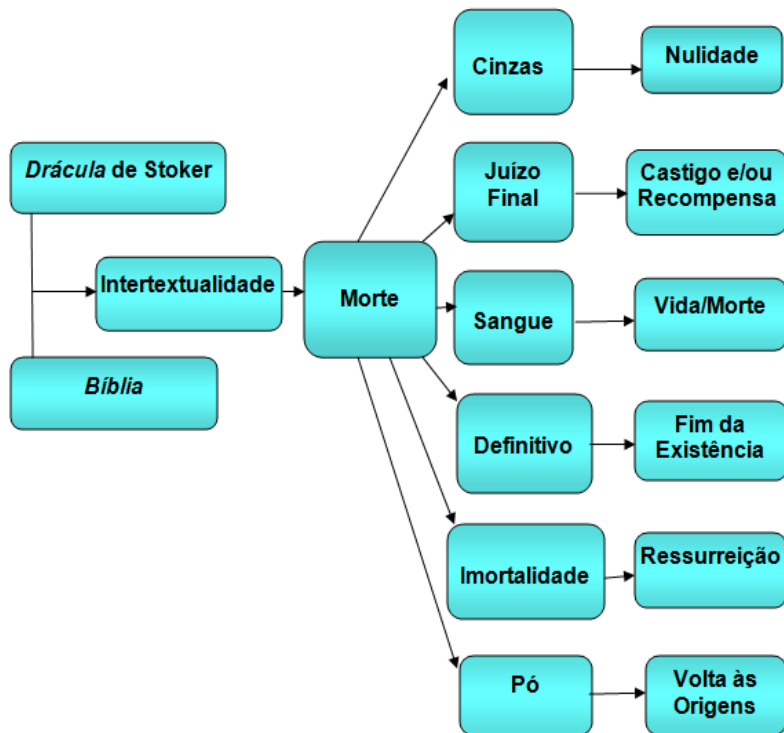 Cinzas
Nulidade
Drácula de Stoker
Juízo
Final
Castigo e/ou
Recompensa
Intertextualidade
Morte
Sangue
Vida/Morte
Bíblia
Definitivo
Fim da
Existência
Imortalidade
Ressurreição
Pó
Volta às
Origens